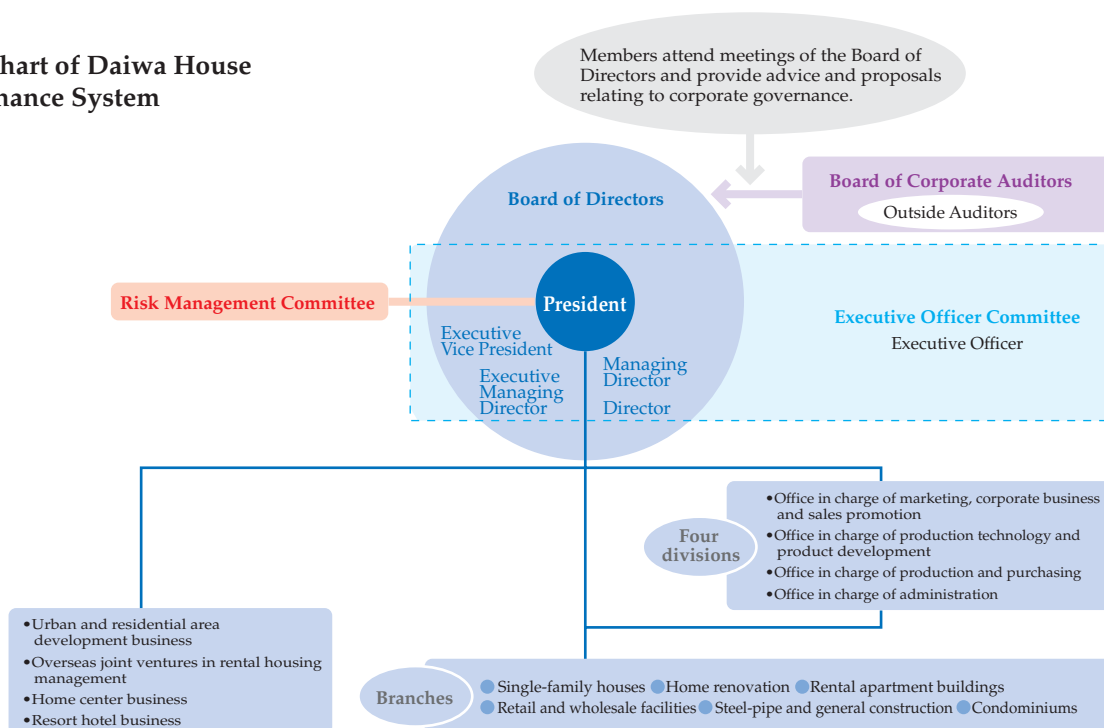 hart of Daiwa House
nance System
Members attend meetings of the Board of
Directors and provide advice and proposals
relating to corporate governance.
Board of Directors
Board of Corporate Auditors
Outside Auditors
Risk Management Committee
President
Executive Officer Committee
Executive Officer
Executive
Vice President
Executive
Managing
Director
Managing
Director
Director
Four
divisions
•Office in charge of marketing, corporate business
and sales promotion
•Office in charge of production technology and
product development
•Office in charge of production and purchasing
•Office in charge of administration
•Urban and residential area
development business
•Overseas joint ventures in rental housing
management
•Home center business
•Resort hotel business
Branches
●Single-family houses ●Home renovation ●Rental apartment buildings
●Retail and wholesale facilities ●Steel-pipe and general construction ●Condominiums